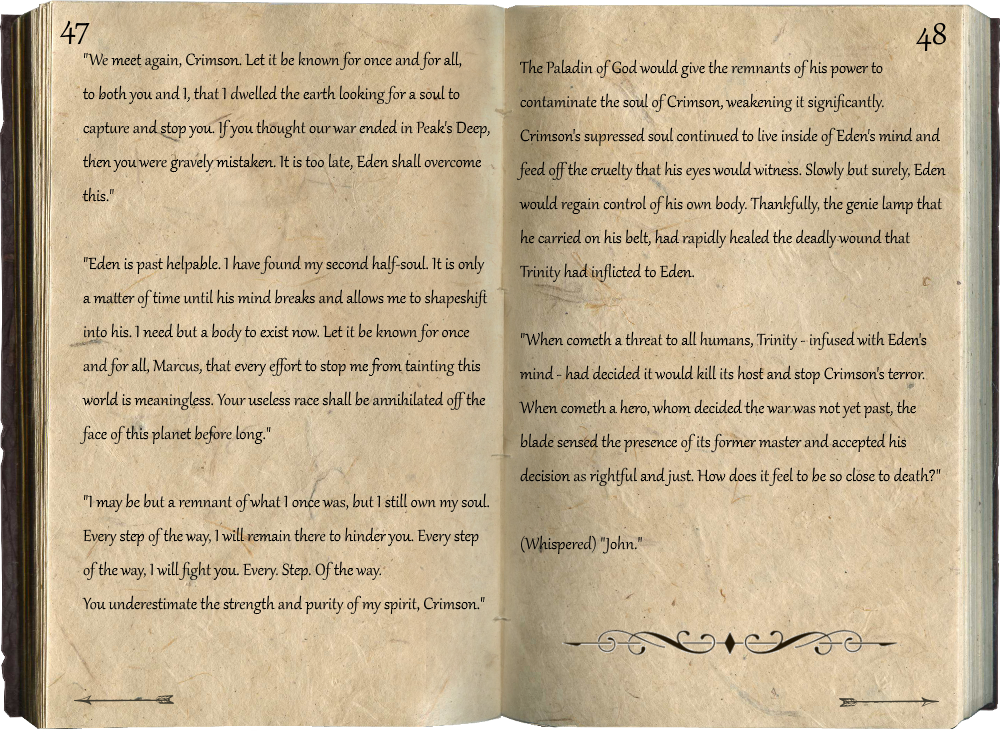 47
"We meet again, Crimson. Let it be known for once and for all,
to both you and I, that I dwelled the earth looking for a soul to
capture and stop you. If you thought our war ended in Peak's Deep,
then you were gravely mistaken. It is too late, Eden shall overcome
this."
"Eden is past helpable. I have found my second half-soul. It is only
a matter of time until his mind breaks and allows me to shapeshift
into his. I need but a body to exist now. Let it be known for once
and for all, Marcus, that every effort to stop me from tainting this
world is meaningless. Your useless race shall be annihilated off the
face of this planet before long."
"I may be but a remnant of what I once was, but I still own my soul.
Every step of the way, I will remain there to hinder you. Every step
of the way, I will fight you. Every. Step. Of the way.
You underestimate the strength and purity of my spirit, Crimson."
48
The Paladin of God would give the remnants of his power to
contaminate the soul of Crimson, weakening it significantly.
Crimson's supressed soul continued to live inside of Eden's mind and
feed off the cruelty that his eyes would witness. Slowly but surely, Eden
would regain control of his own body. Thankfully, the genie lamp that
he carried on his belt, had rapidly healed the deadly wound that
Trinity had inflicted to Eden.
"When cometh a threat to all humans, Trinity - infused with Eden's
mind - had decided it would kill its host and stop Crimson's terror.
When cometh a hero, whom decided the war was not yet past, the
blade sensed the presence of its former master and accepted his
decision as rightful and just. How does it feel to be so close to death?"
(Whispered) "John."